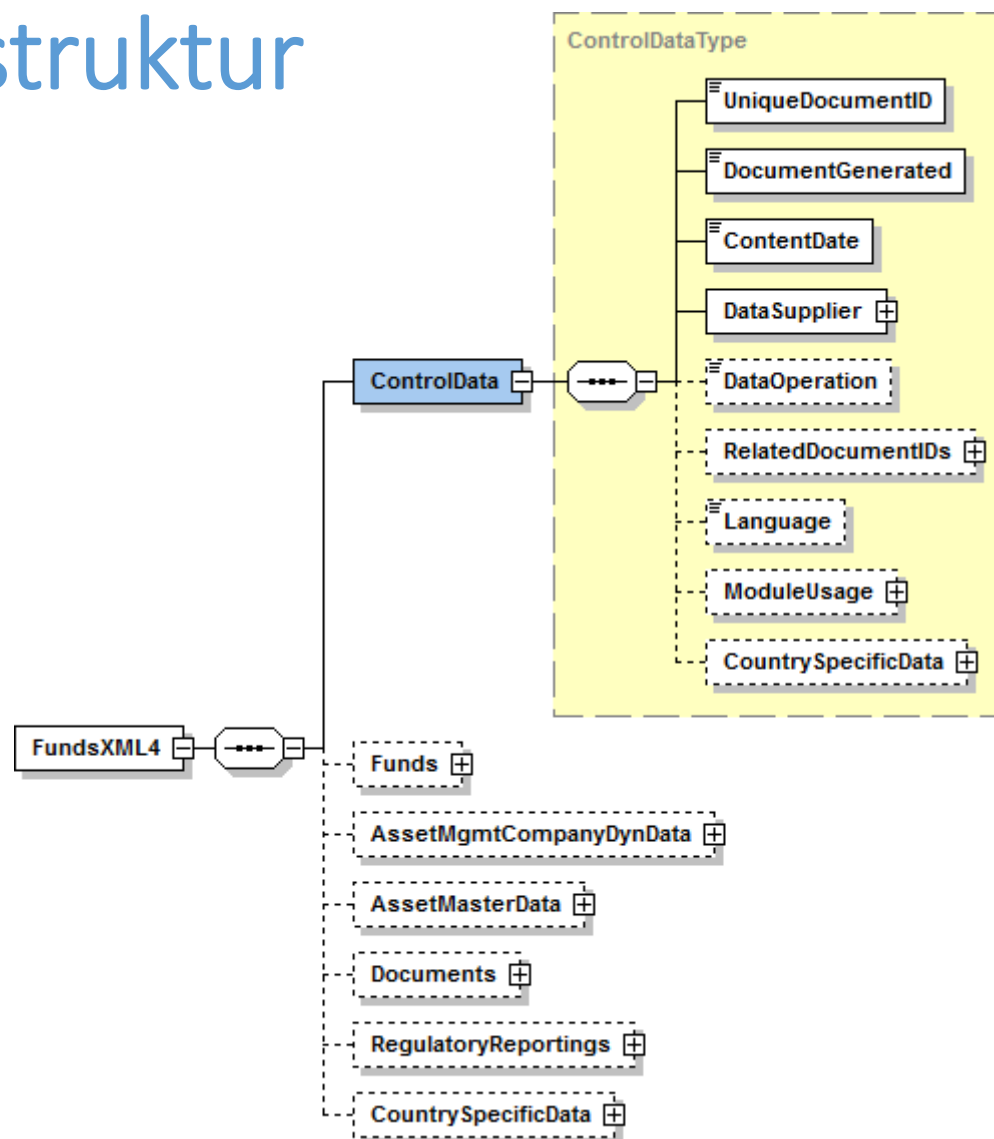 struktur
ControlDataType
UniqueDocumentID
DocumentGenerated
ContentDate
DataSupplier
ControlData
DataOperation
RelatedDocumentIDs
Language
ModuleUsage
CountrySpecificData
FundsXML4
Funds
AssetMgmtCompanyDynData
AssetMasterData
Documents
RegulatoryReportings
CountrySpecificData